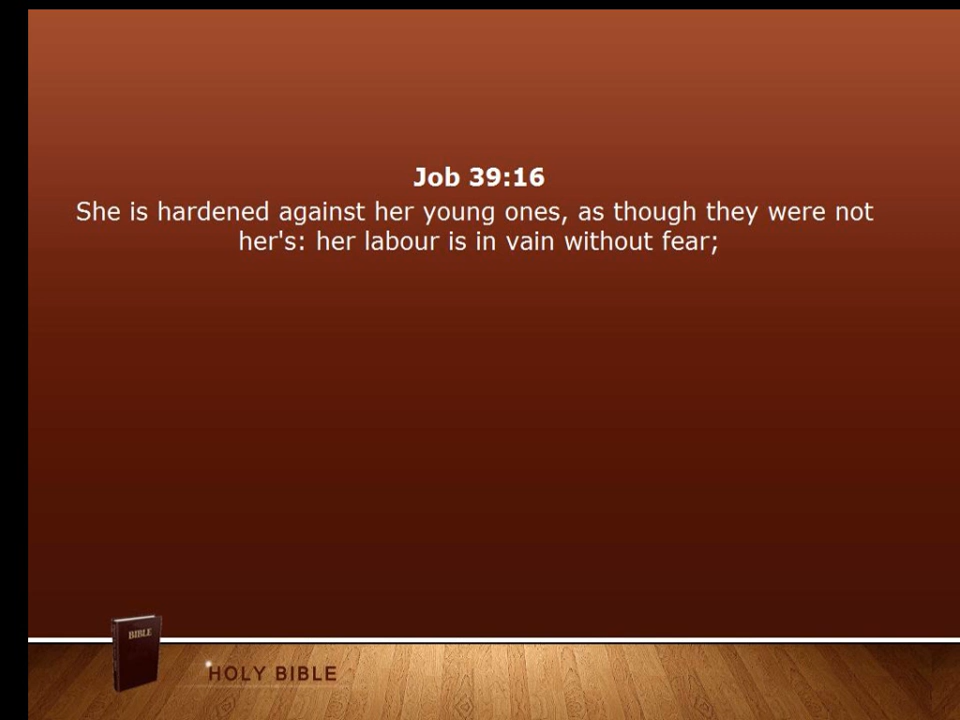 Job 39:16
She is hardened against her young ones, as though they were not
her's: her labour is in vain without fear;
BIBLE
HOLY BIBLE